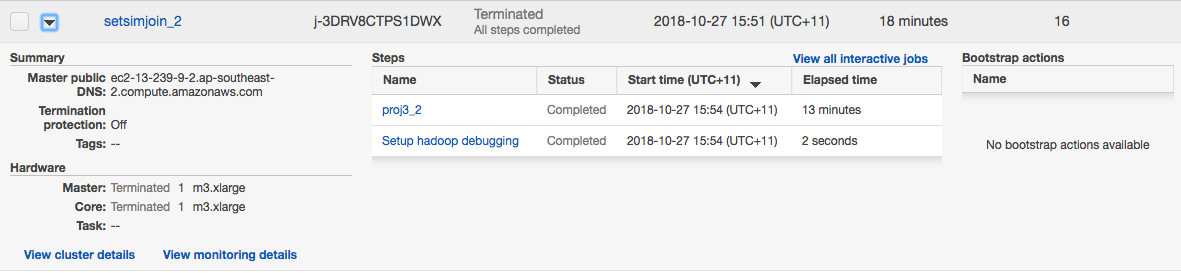 setsimjoin_2 j-3DRV8CTPS1DWX Terminated 2018-10-27 15:51 (UTC+11) 18 minutes 16
All steps completed
Summary
Master public DNS: ec2-13-239-9-2.ap-southeast-2.compute.amazonaws.com
Termination protection: Off
Tags: --
Hardware
Master: Terminated 1 m3.xlarge
Core: Terminated 1 m3.xlarge
Task: --
View cluster details View monitoring details
Steps View all interactive jobs
Name Status Start time (UTC+11) Elapsed time
proj3_2 Completed 2018-10-27 15:54 (UTC+11) 13 minutes
Setup hadoop debugging Completed 2018-10-27 15:54 (UTC+11) 2 seconds
Bootstrap actions
Name
No bootstrap actions available